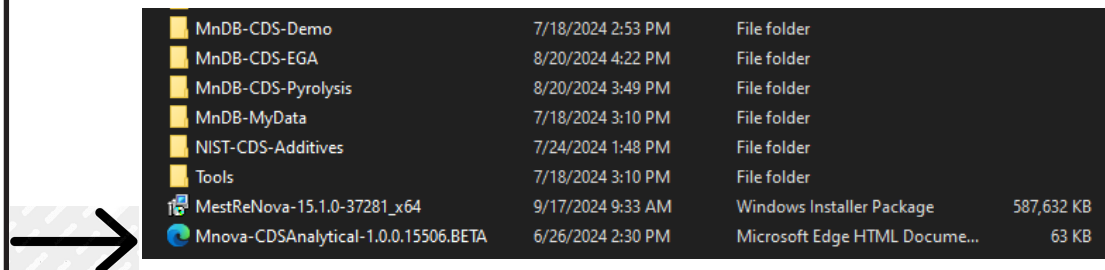 MnDB-CDS-Demo 7/18/2024 2:53 PM File folder
MnDB-CDS-EGA 8/20/2024 4:22 PM File folder
MnDB-CDS-Pyrolysis 8/20/2024 3:49 PM File folder
MnDB-MyData 7/18/2024 3:10 PM File folder
NIST-CDS-Additives 7/24/2024 1:48 PM File folder
Tools 7/18/2024 3:10 PM File folder
MestReNova-15.1.0-37281_x64 9/17/2024 9:33 AM Windows Installer Package 587,632 KB
Mnova-CDSAnalytical-1.0.0.15506.BETA 6/26/2024 2:30 PM Microsoft Edge HTML Docume... 63 KB